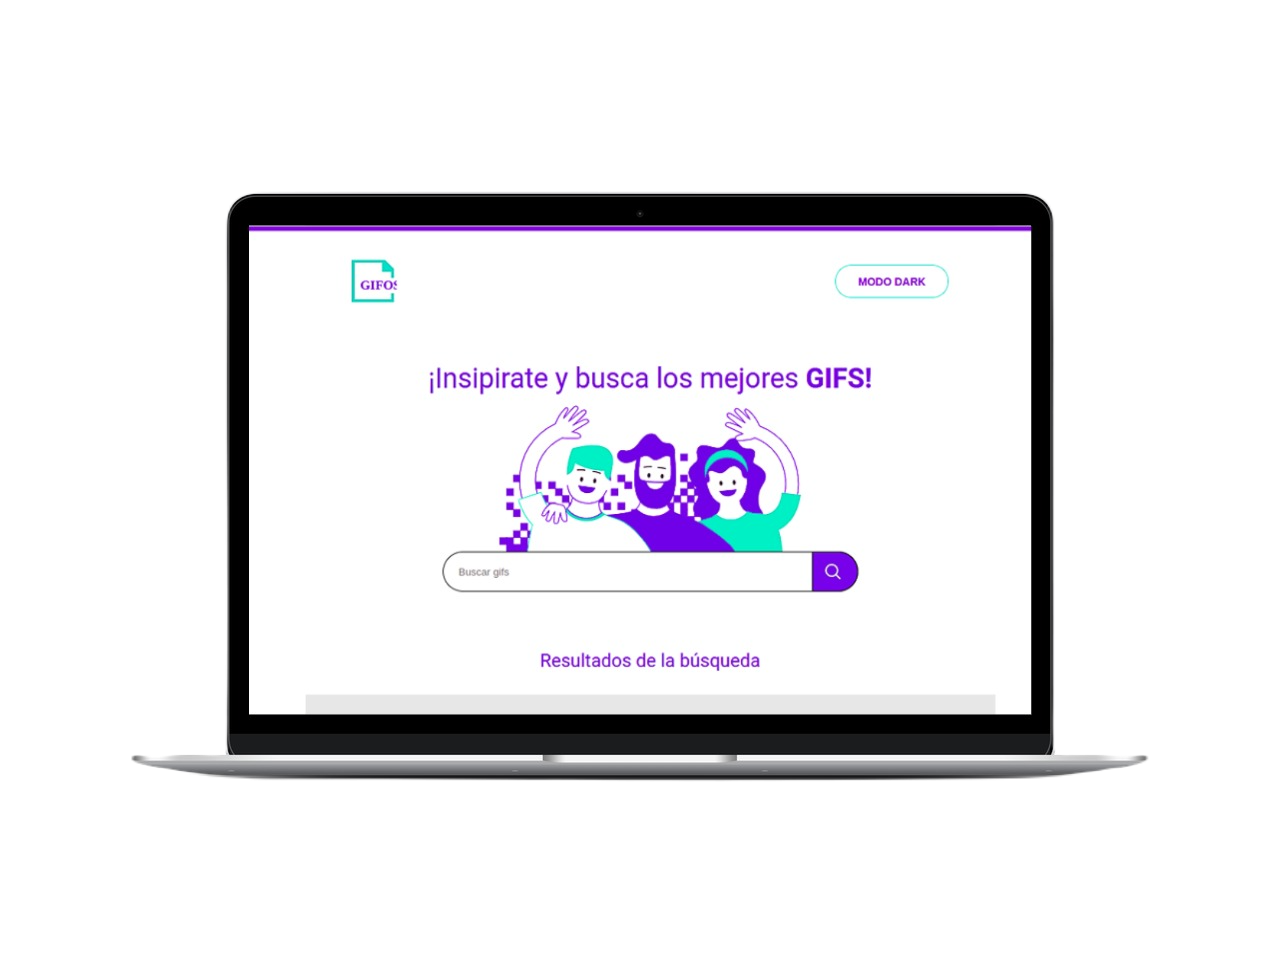 GIFOS
MODO DARK
¡Insipirate y busca los mejores GIFS!
Buscar gifs
Resultados de la búsqueda